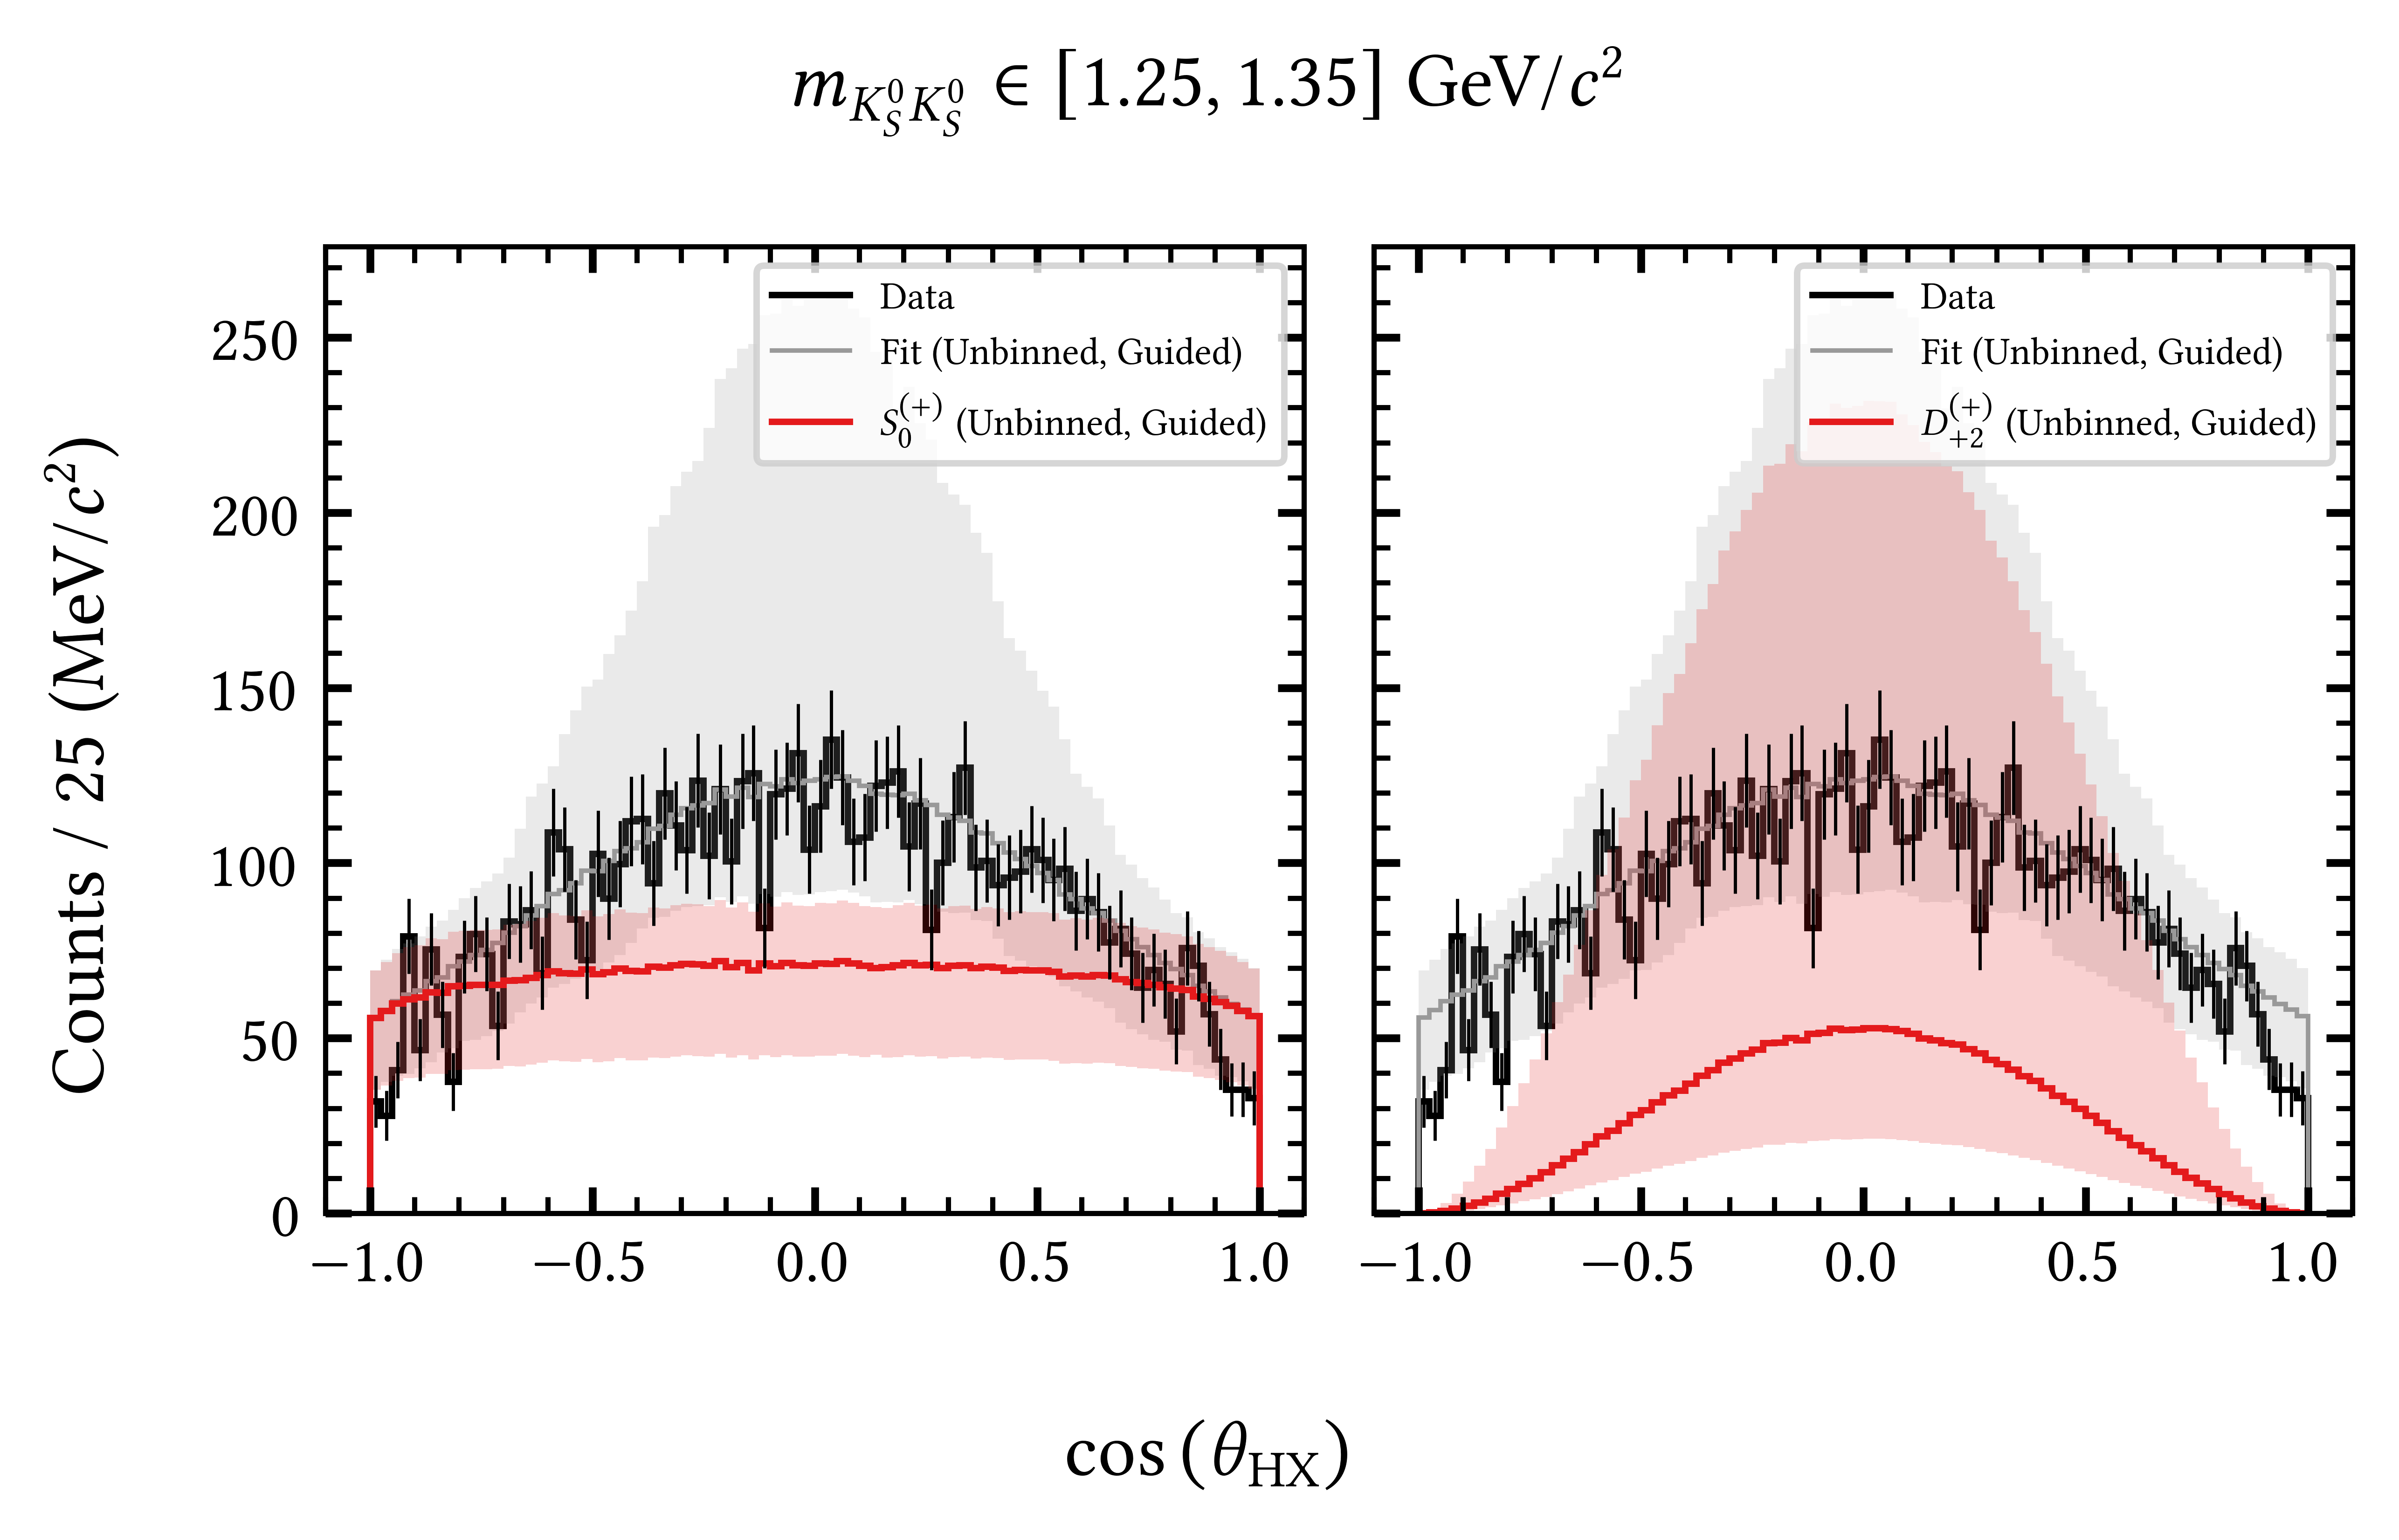 m_{K_S^0 K_S^0} ∈ [1.25, 1.35] GeV/c²
Counts / 25 (MeV/c²)
250
200
150
100
50
0
Data
Fit (Unbinned, Guided)
S_0^{(+)} (Unbinned, Guided)
−1.0 −0.5 0.0 0.5 1.0
Data
Fit (Unbinned, Guided)
D_{+2}^{(+)} (Unbinned, Guided)
−1.0 −0.5 0.0 0.5 1.0
cos (θ_{HX})